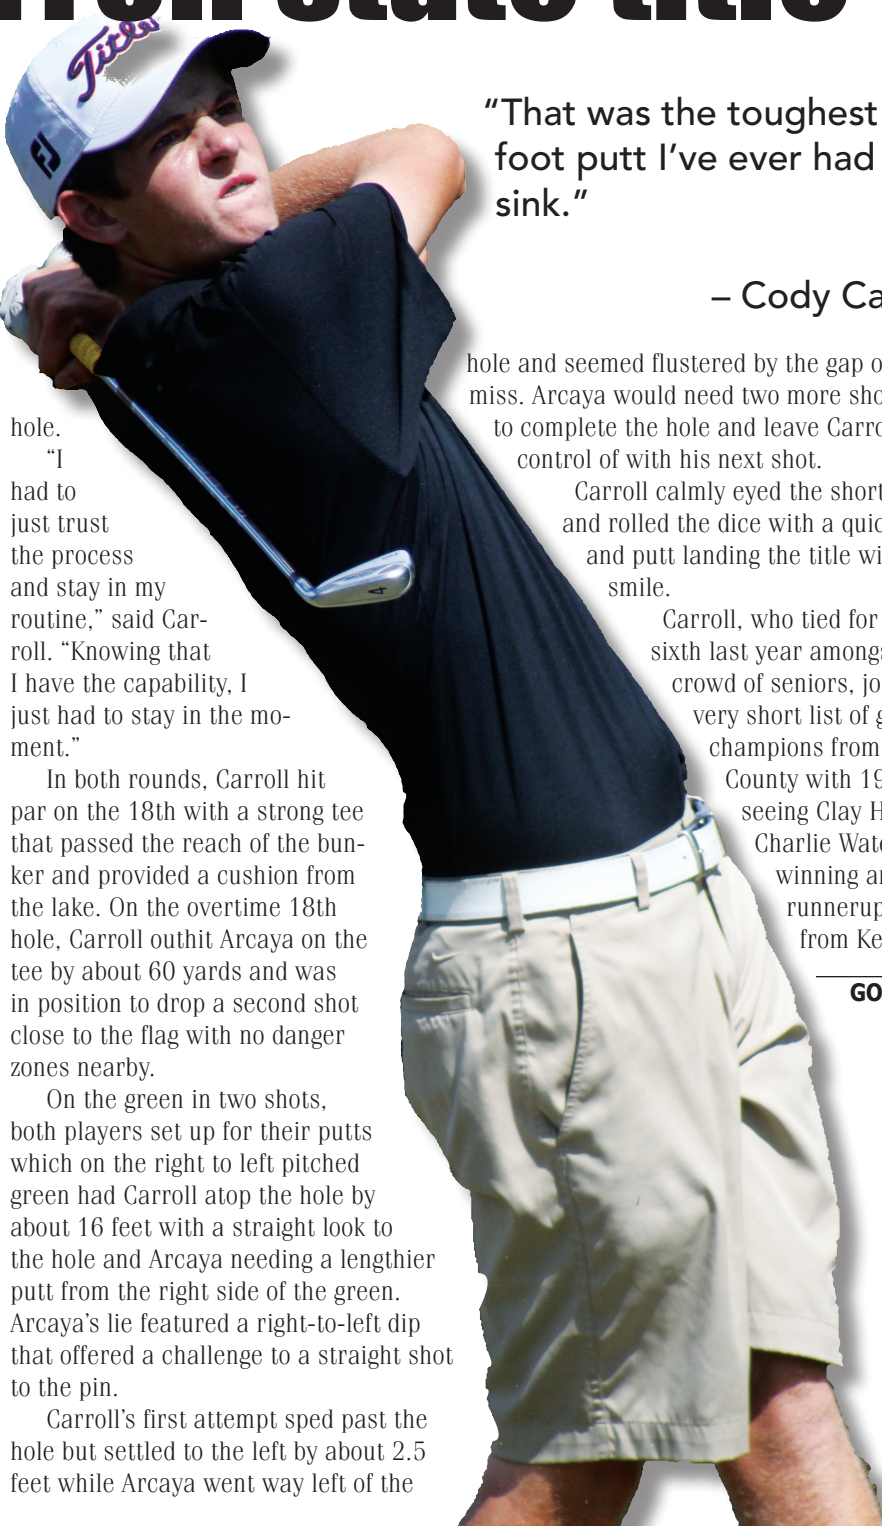 state title
"That was the toughest
foot putt I've ever had
sink."
– Cody Ca
hole.
"I
had to
just trust
the process
and stay in my
routine," said Car-
roll. "Knowing that
I have the capability, I
just had to stay in the mo-
ment."
In both rounds, Carroll hit
par on the 18th with a strong tee
that passed the reach of the bun-
ker and provided a cushion from
the lake. On the overtime 18th
hole, Carroll outhit Arcaya on the
tee by about 60 yards and was
in position to drop a second shot
close to the flag with no danger
zones nearby.
On the green in two shots,
both players set up for their putts
which on the right to left pitched
green had Carroll atop the hole by
about 16 feet with a straight look to
the hole and Arcaya needing a lengthier
putt from the right side of the green.
Arcaya's lie featured a right-to-left dip
that offered a challenge to a straight shot
to the pin.
Carroll's first attempt sped past the
hole but settled to the left by about 2.5
feet while Arcaya went way left of the
hole and seemed flustered by the gap o
miss. Arcaya would need two more sho
to complete the hole and leave Carro
control of with his next shot.
Carroll calmly eyed the short
and rolled the dice with a quic
and putt landing the title wi
smile.
Carroll, who tied for
sixth last year amongs
crowd of seniors, jo
very short list of g
champions from
County with 19
seeing Clay H
Charlie Wat
winning a
runnerup
from Ke
GO
Titles
FJ
4